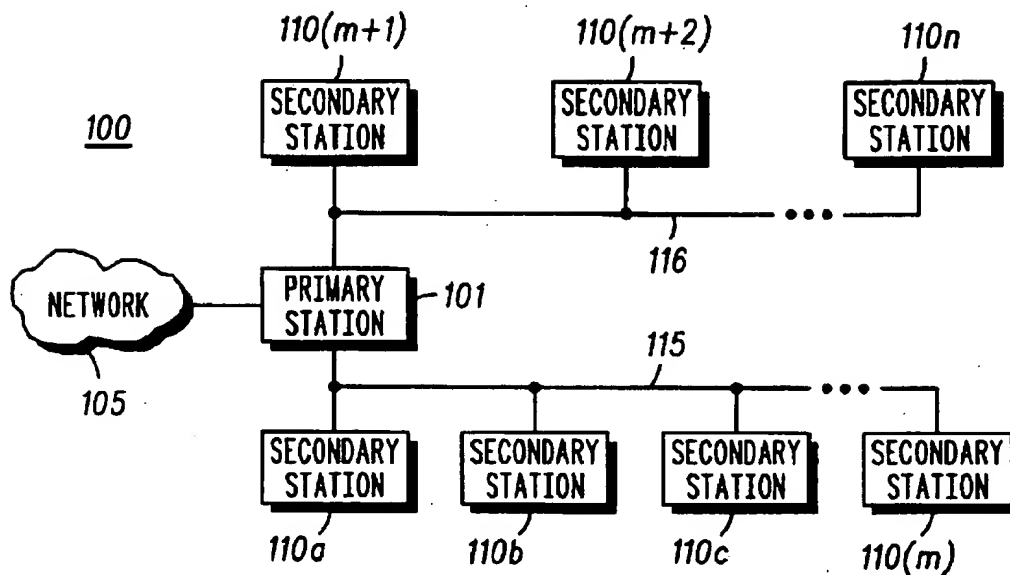 110(m+1)
110(m+2)
110n
SECONDARY
STATION
SECONDARY
STATION
SECONDARY
STATION
100
116
NETWORK
PRIMARY
STATION
101
105
115
SECONDARY
STATION
SECONDARY
STATION
SECONDARY
STATION
SECONDARY
STATION
110a
110b
110c
110(m)